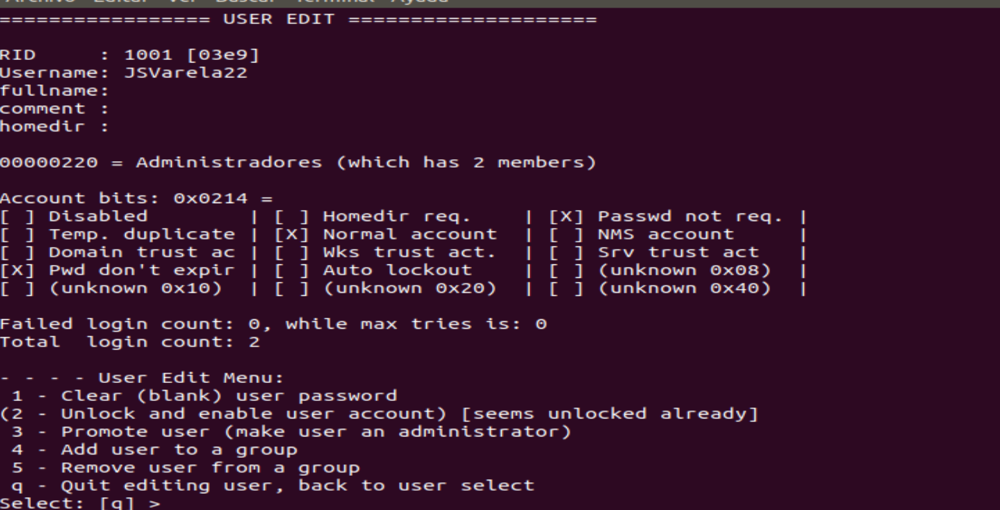 Archivo Editar Ver Buscar Terminal Ayuda
================= USER EDIT ====================
RID     : 1001 [03e9]
Username: JSVarela22
fullname:
comment :
homedir :
00000220 = Administradores (which has 2 members)
Account bits: 0x0214 =
[ ] Disabled        | [ ] Homedir req.    | [X] Passwd not req. |
[ ] Temp. duplicate | [X] Normal account  | [ ] NMS account     |
[ ] Domain trust ac | [ ] Wks trust act.  | [ ] Srv trust act   |
[X] Pwd don't expir | [ ] Auto lockout    | [ ] (unknown 0x08)  |
[ ] (unknown 0x10)  | [ ] (unknown 0x20)  | [ ] (unknown 0x40)  |
Failed login count: 0, while max tries is: 0
Total  login count: 2
- - - - User Edit Menu:
 1 - Clear (blank) user password
(2 - Unlock and enable user account) [seems unlocked already]
 3 - Promote user (make user an administrator)
 4 - Add user to a group
 5 - Remove user from a group
 q - Quit editing user, back to user select
Select: [q] >